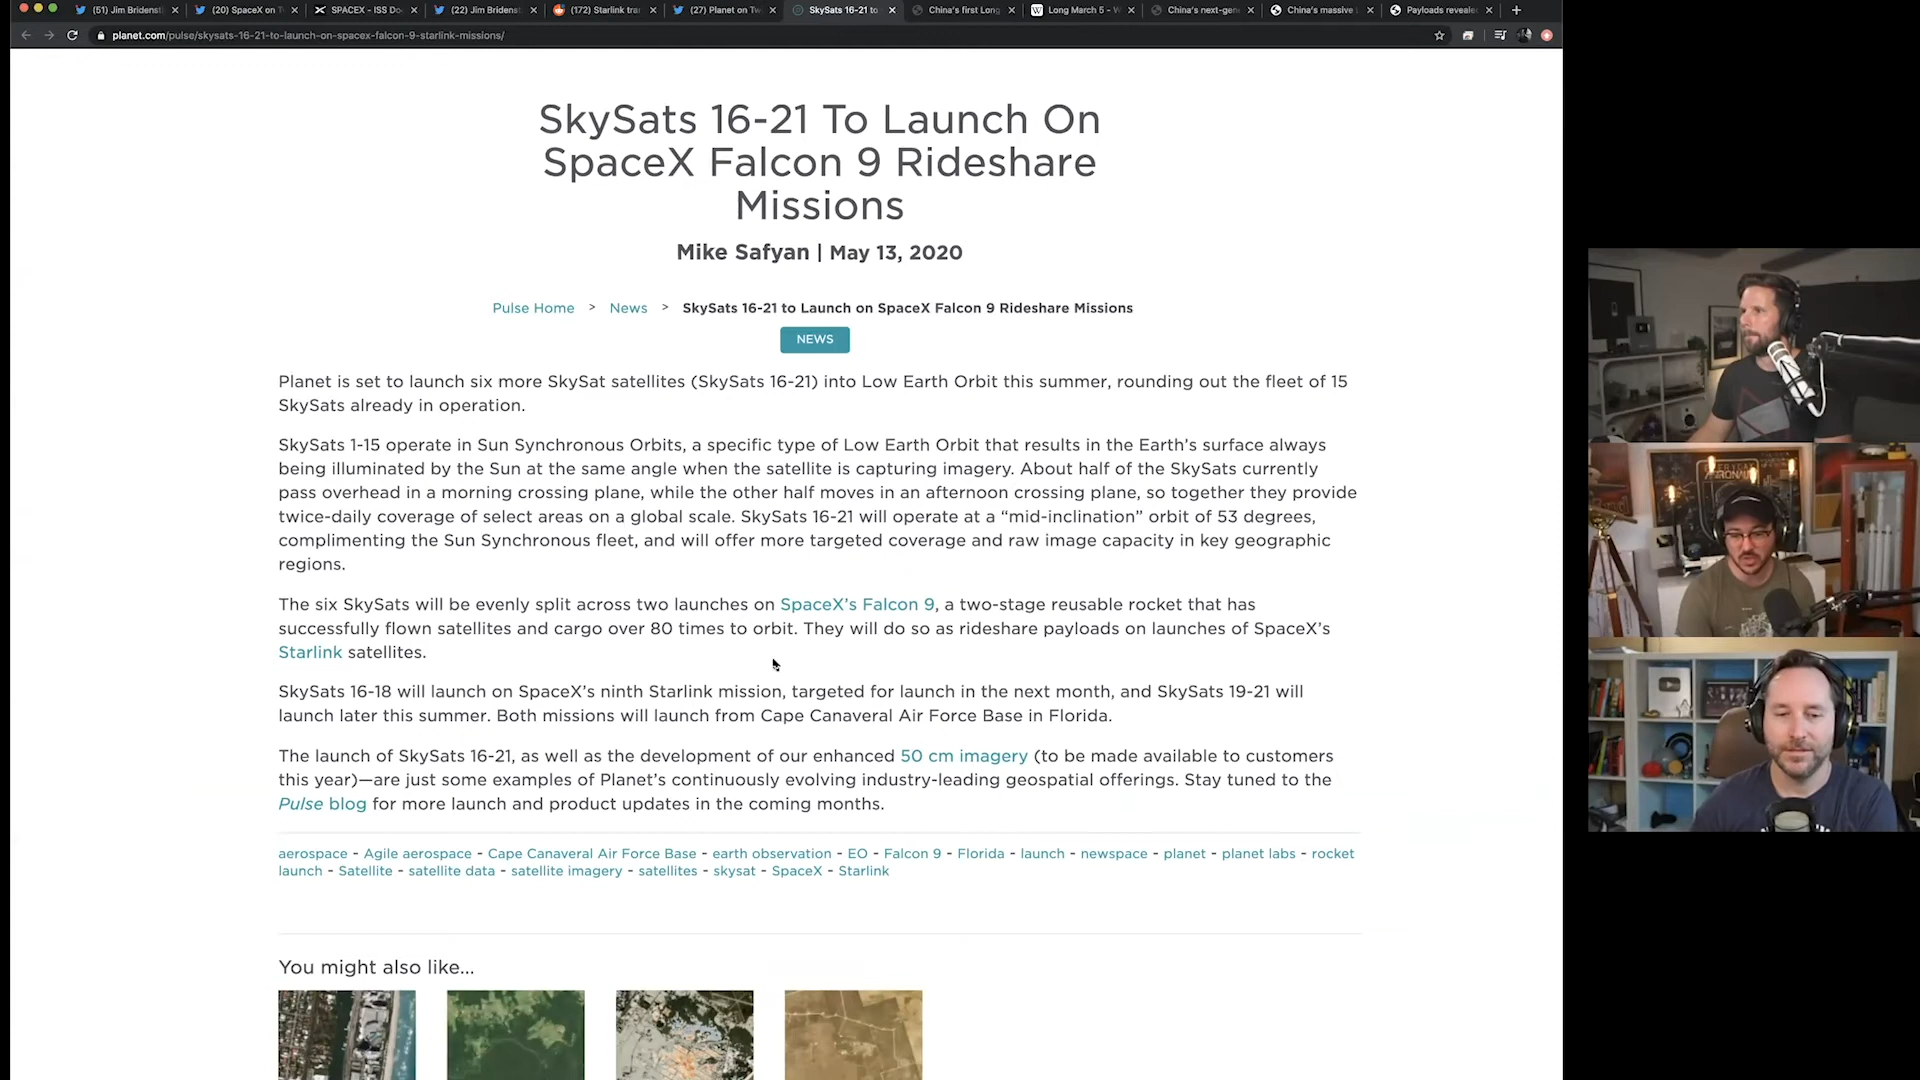 (51) Jim Bridenst
(20) SpaceX on T
SPACEX - ISS Do
(22) Jim Bridenst
(172) Starlink tra
(27) Planet on Tw
SkySats 16-21 to
China's first Long
Long March 5 - W
China's next-gen
China's massive
Payloads reveale
planet.com/pulse/skysats-16-21-to-launch-on-spacex-falcon-9-starlink-missions/
SkySats 16-21 To Launch On
SpaceX Falcon 9 Rideshare
Missions
Mike Safyan | May 13, 2020
Pulse Home > News > SkySats 16-21 to Launch on SpaceX Falcon 9 Rideshare Missions
NEWS
Planet is set to launch six more SkySat satellites (SkySats 16-21) into Low Earth Orbit this summer, rounding out the fleet of 15
SkySats already in operation.
SkySats 1-15 operate in Sun Synchronous Orbits, a specific type of Low Earth Orbit that results in the Earth's surface always
being illuminated by the Sun at the same angle when the satellite is capturing imagery. About half of the SkySats currently
pass overhead in a morning crossing plane, while the other half moves in an afternoon crossing plane, so together they provide
twice-daily coverage of select areas on a global scale. SkySats 16-21 will operate at a “mid-inclination” orbit of 53 degrees,
complimenting the Sun Synchronous fleet, and will offer more targeted coverage and raw image capacity in key geographic
regions.
The six SkySats will be evenly split across two launches on SpaceX's Falcon 9, a two-stage reusable rocket that has
successfully flown satellites and cargo over 80 times to orbit. They will do so as rideshare payloads on launches of SpaceX's
Starlink satellites.
SkySats 16-18 will launch on SpaceX's ninth Starlink mission, targeted for launch in the next month, and SkySats 19-21 will
launch later this summer. Both missions will launch from Cape Canaveral Air Force Base in Florida.
The launch of SkySats 16-21, as well as the development of our enhanced 50 cm imagery (to be made available to customers
this year)—are just some examples of Planet's continuously evolving industry-leading geospatial offerings. Stay tuned to the
Pulse blog for more launch and product updates in the coming months.
aerospace - Agile aerospace - Cape Canaveral Air Force Base - earth observation - EO - Falcon 9 - Florida - launch - newspace - planet - planet labs - rocket
launch - Satellite - satellite data - satellite imagery - satellites - skysat - SpaceX - Starlink
You might also like...